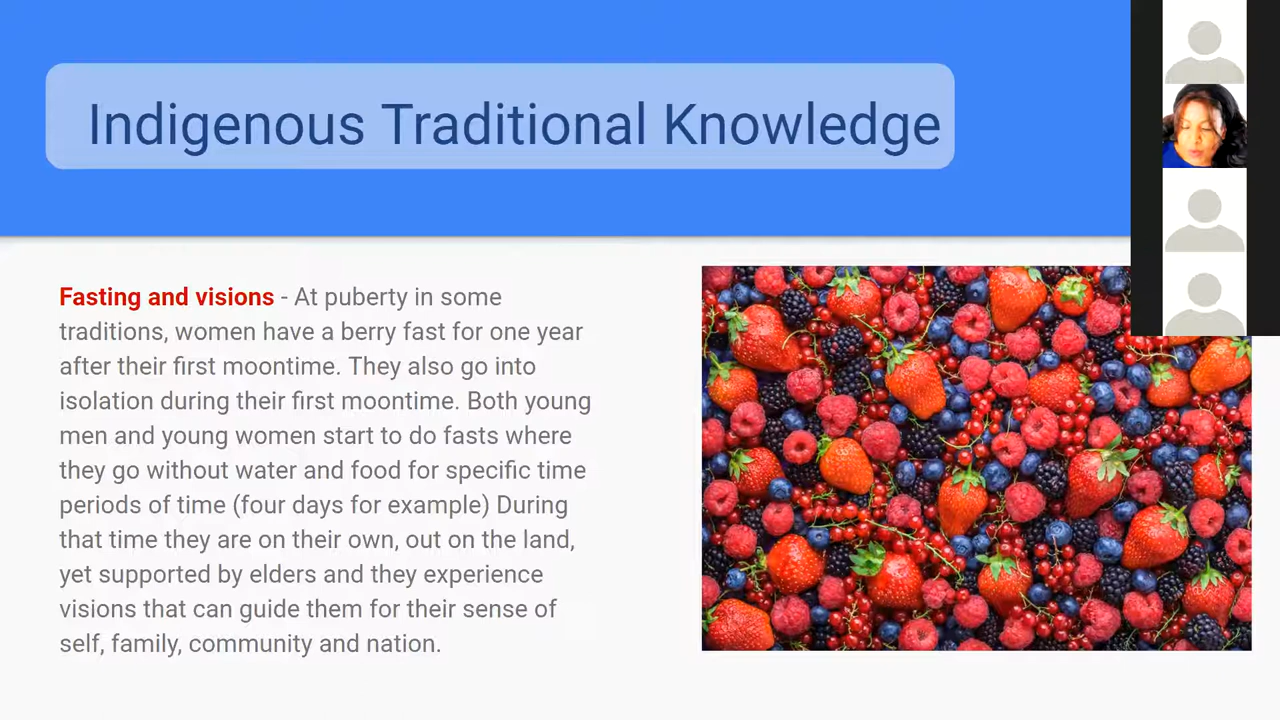 Indigenous Traditional Knowledge
Fasting and visions - At puberty in some
traditions, women have a berry fast for one year
after their first moontime. They also go into
isolation during their first moontime. Both young
men and young women start to do fasts where
they go without water and food for specific time
periods of time (four days for example) During
that time they are on their own, out on the land,
yet supported by elders and they experience
visions that can guide them for their sense of
self, family, community and nation.